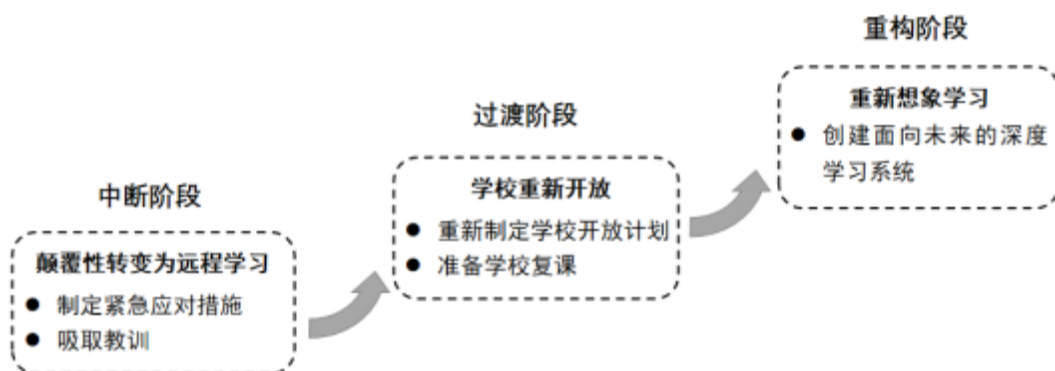 中断阶段
颠覆性转变为远程学习
● 制定紧急应对措施
● 吸取教训
过渡阶段
学校重新开放
● 重新制定学校开放计划
● 准备学校复课
重构阶段
重新想象学习
● 创建面向未来的深度
学习系统